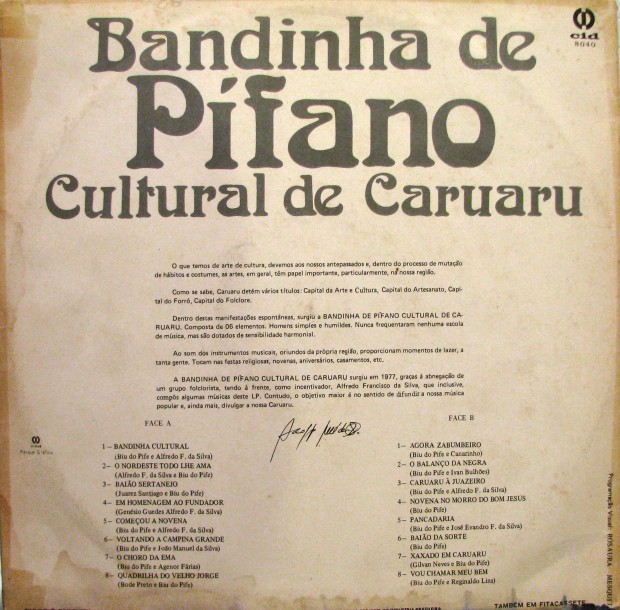 cid
8040
Bandinha de
Pífano
Cultural de Caruaru
O que temos de arte de cultura, devemos aos nossos antepassados e, dentro do processo de mutação
de hábitos e costumes, as artes, em geral, têm papel importante, particularmente, na nossa região.
Como se sabe, Caruaru detém vários títulos: Capital da Arte e Cultura, Capital do Artesanato, Capi-
tal do Forró, Capital do Folclore.
Dentro destas manifestações espontâneas, surgiu a BANDINHA DE PÍFANO CULTURAL DE CA-
RUARU. Composta de 06 elementos. Homens simples e humildes. Nunca frequentaram nenhuma escola
de música, mas são dotados de sensibilidade harmonial.
Ao som dos instrumentos musicais, oriundos da própria região, proporcionam momentos de lazer, a
tanta gente. Tocam nas festas religiosas, novenas, aniversários, casamentos, etc.
A BANDINHA DE PÍFANO CULTURAL DE CARUARU surgiu em 1977, graças à abnegação de
um grupo folclorista, tendo à frente, como incentivador, Alfredo Francisco da Silva, que inclusive,
compôs algumas músicas deste LP. Contudo, o objetivo maior é no sentido de difundir a nossa música
popular e, ainda mais, divulgar a nossa Caruaru.
FACE A
1 – BANDINHA CULTURAL
(Biu do Pife e Alfredo F. da Silva)
2 – O NORDESTE TODO LHE AMA
(Alfredo F. da Silva e Biu do Pife)
3 – BAIÃO SERTANEJO
(Juarez Santiago e Biu do Pife)
4 – EM HOMENAGEM AO FUNDADOR
(Genésio Guedes Alfredo F. da Silva)
5 – COMEÇOU A NOVENA
(Biu do Pife e Alfredo F. da Silva)
6 – VOLTANDO A CAMPINA GRANDE
(Biu do Pife e João Manuel da Silva)
7 – O CHORO DA EMA
(Biu do Pife e Agenor Fárias)
8 – QUADRILHA DO VELHO JORGE
(Bode Preto e Biu do Pife)
FACE B
1 – AGORA ZABUMBEIRO
(Biu do Pife e Canarinho)
2 – O BALANÇO DA NEGRA
(Biu do Pife e Ivan Bulhões)
3 – CARUARU À JUAZEIRO
(Biu do Pife e Alfredo F. da Silva)
4 – NOVENA NO MORRO DO BOM JESUS
(Biu do Pife)
5 – PANCADARIA
(Biu do Pife e José Evandro F. da Silva)
6 – BAIÃO DA SORTE
(Biu do Pife)
7 – XAXADO EM CARUARU
(Gilvan Neves e Biu do Pife)
8 – VOU CHAMAR MEU BEM
(Biu do Pife e Reginaldo Lins)
Programação Visual: ROSAURA MESQUITA
TAMBÉM EM FITACASSETE